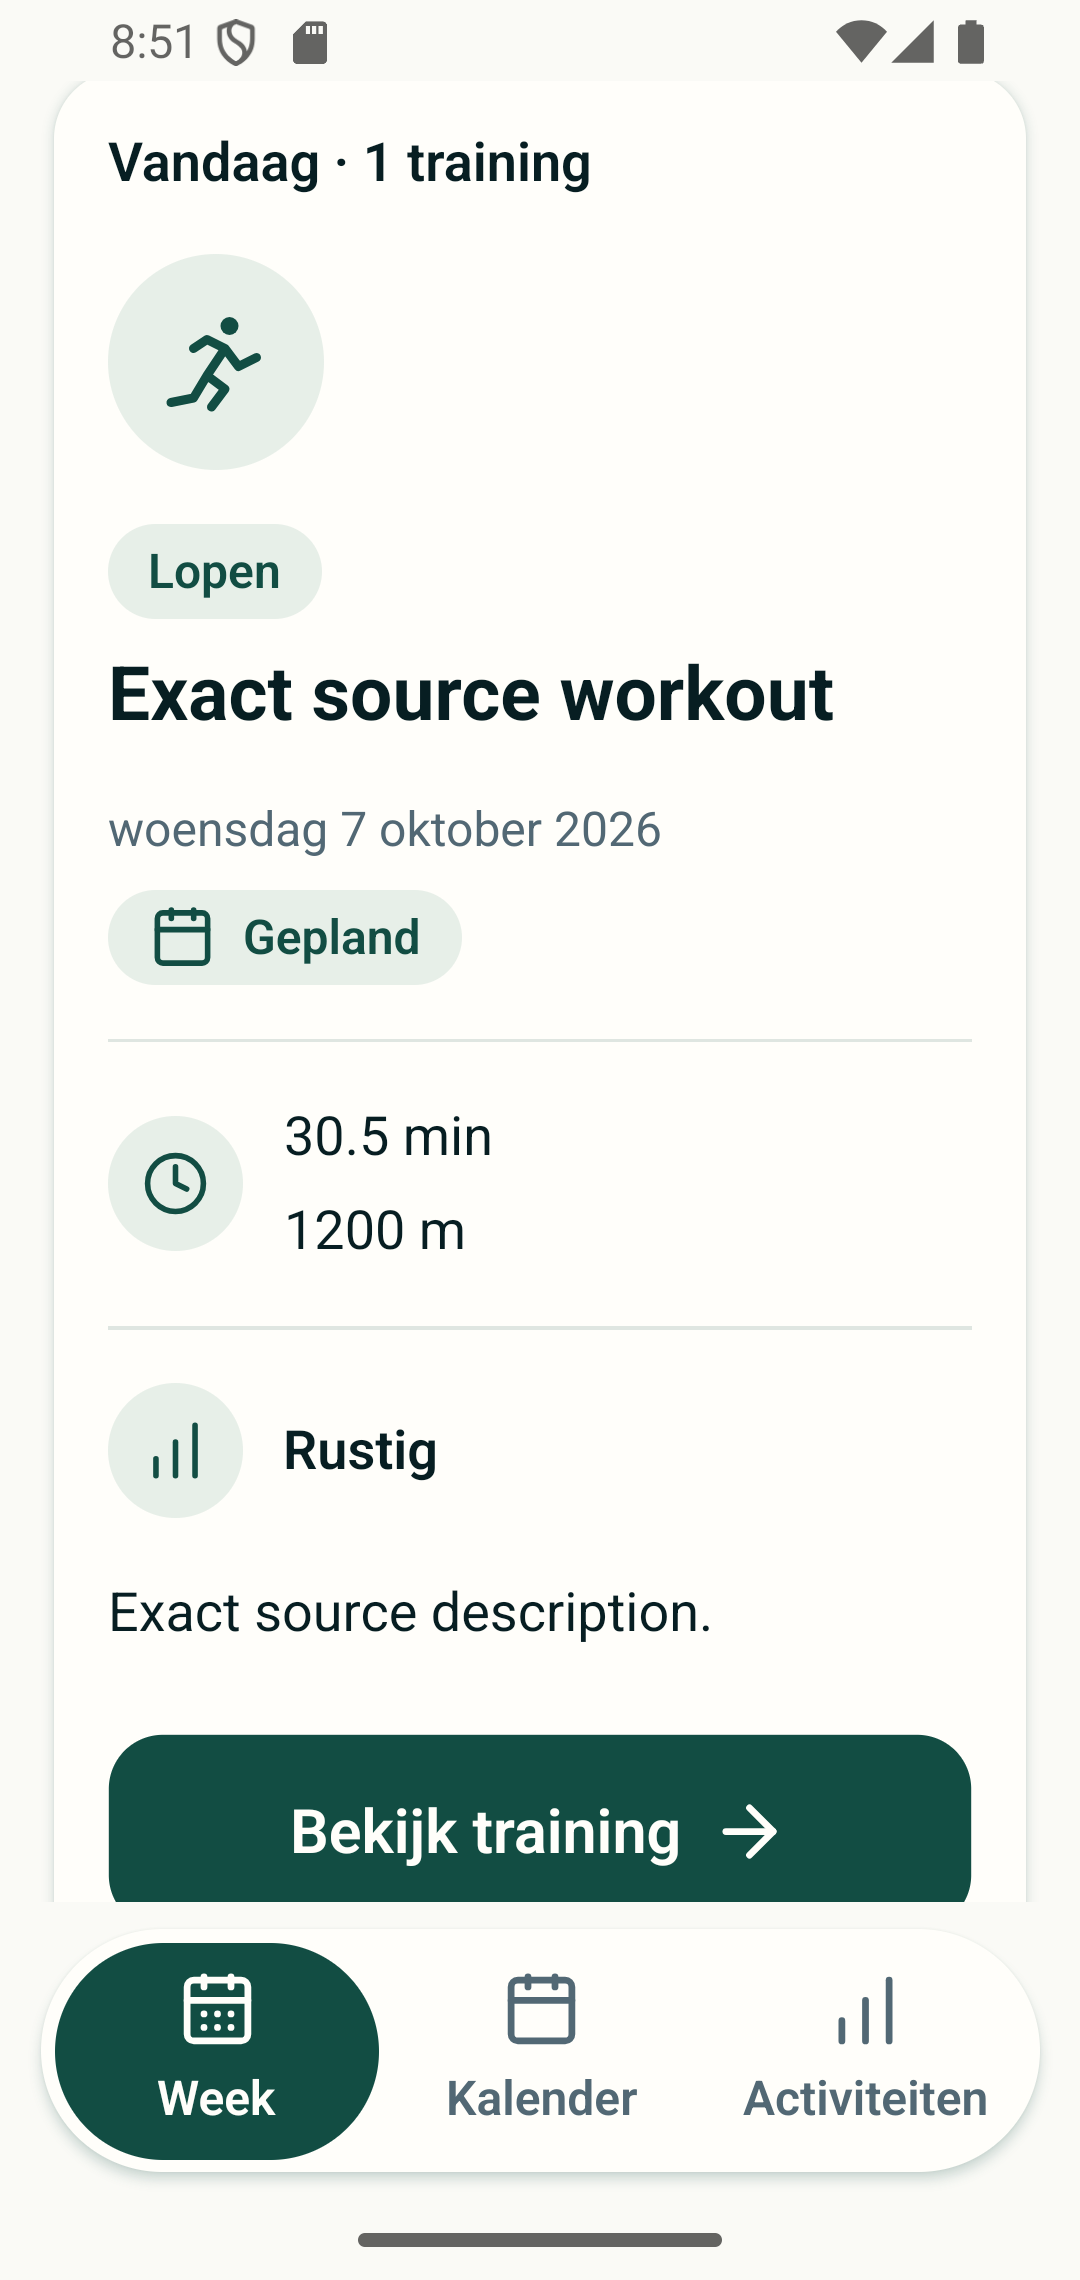 8:51
Vandaag · 1 training
Lopen
Exact source workout
woensdag 7 oktober 2026
Gepland
30.5 min
1200 m
Rustig
Exact source description.
Bekijk training
Week
Kalender
Activiteiten